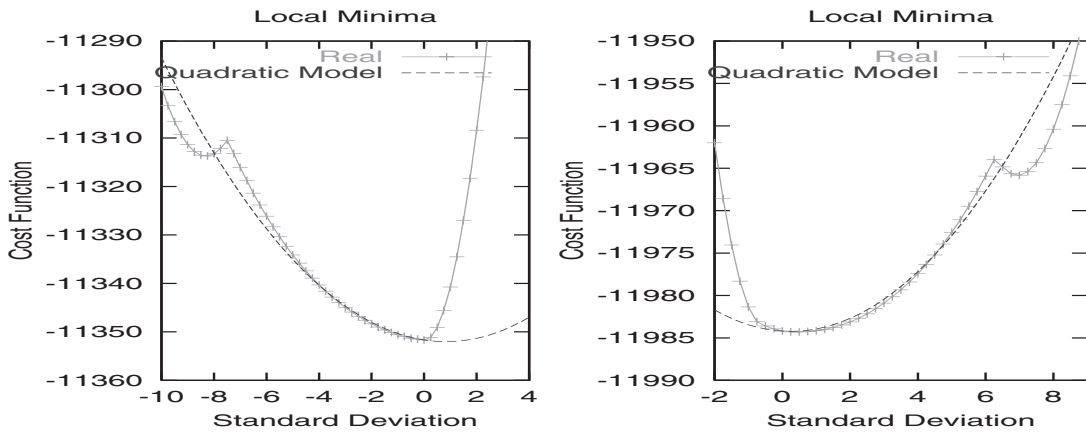 Local Minima
-11290
-11300
-11310
-11320
-11330
-11340
-11350
-11360
Cost Function
Real
Quadratic Model
-10 -8 -6 -4 -2 0 2 4
Standard Deviation
Local Minima
-11950
-11955
-11960
-11965
-11970
-11975
-11980
-11985
-11990
Cost Function
Real
Quadratic Model
-2 0 2 4 6 8
Standard Deviation